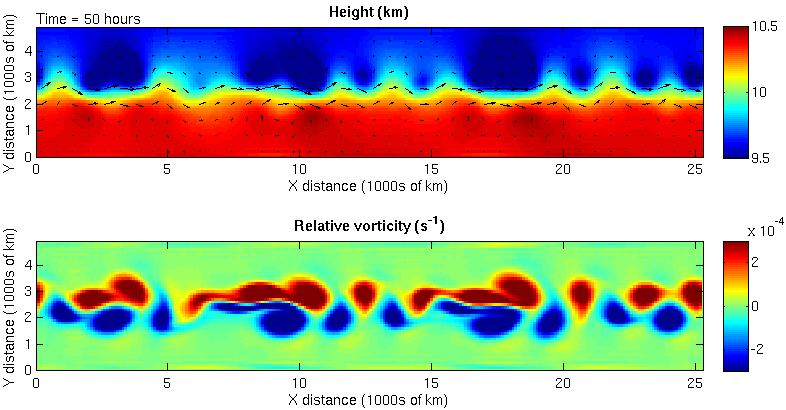 Height (km)
Time = 50 hours
Y distance (1000s of km)
4
3
2
1
0
0 5 10 15 20 25
X distance (1000s of km)
10.5
10
9.5
Relative vorticity (s-1)
Y distance (1000s of km)
4
3
2
1
0
0 5 10 15 20 25
X distance (1000s of km)
x 10-4
2
0
-2